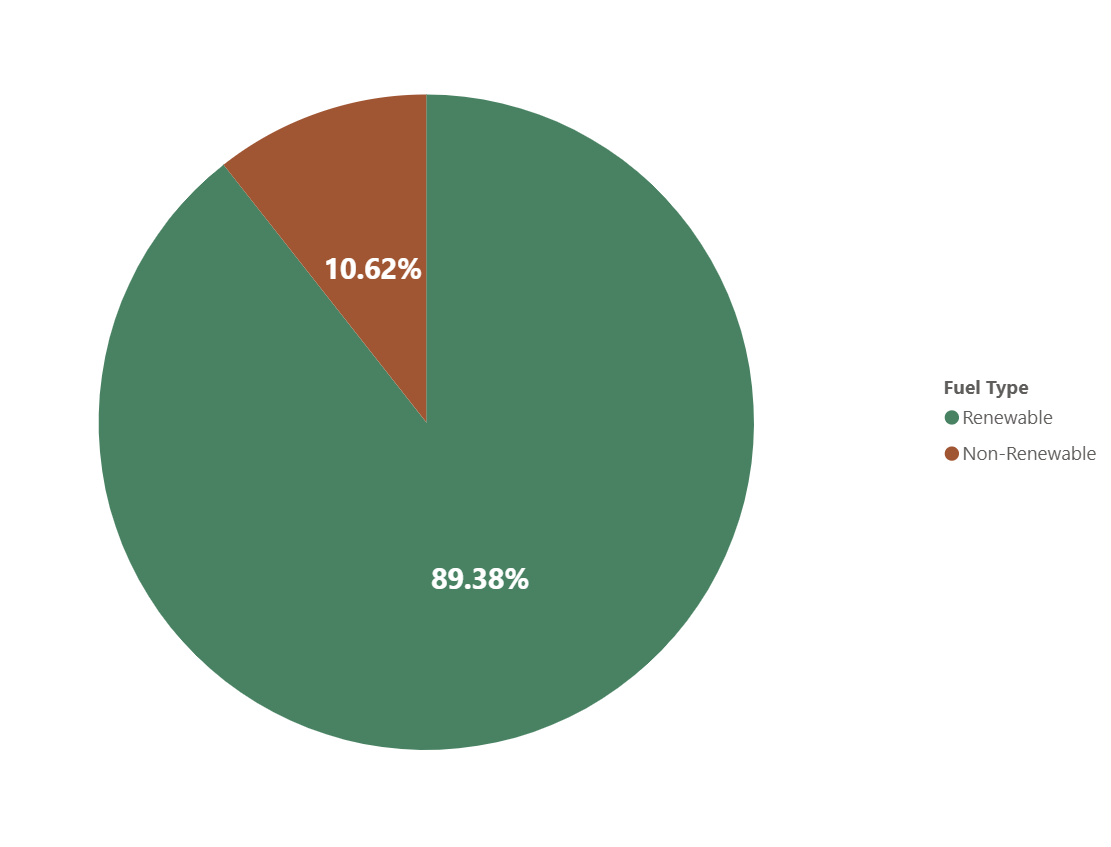 10.62%
89.38%
Fuel Type
Renewable
Non-Renewable